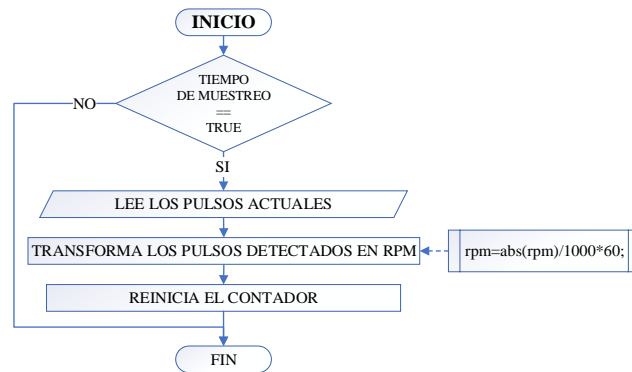 INICIO
TIEMPO
DE MUESTREO
==
TRUE
NO
SI
LEE LOS PULSOS ACTUALES
TRANSFORMA LOS PULSOS DETECTADOS EN RPM
rpm=abs(rpm)/1000*60;
REINICIA EL CONTADOR
FIN